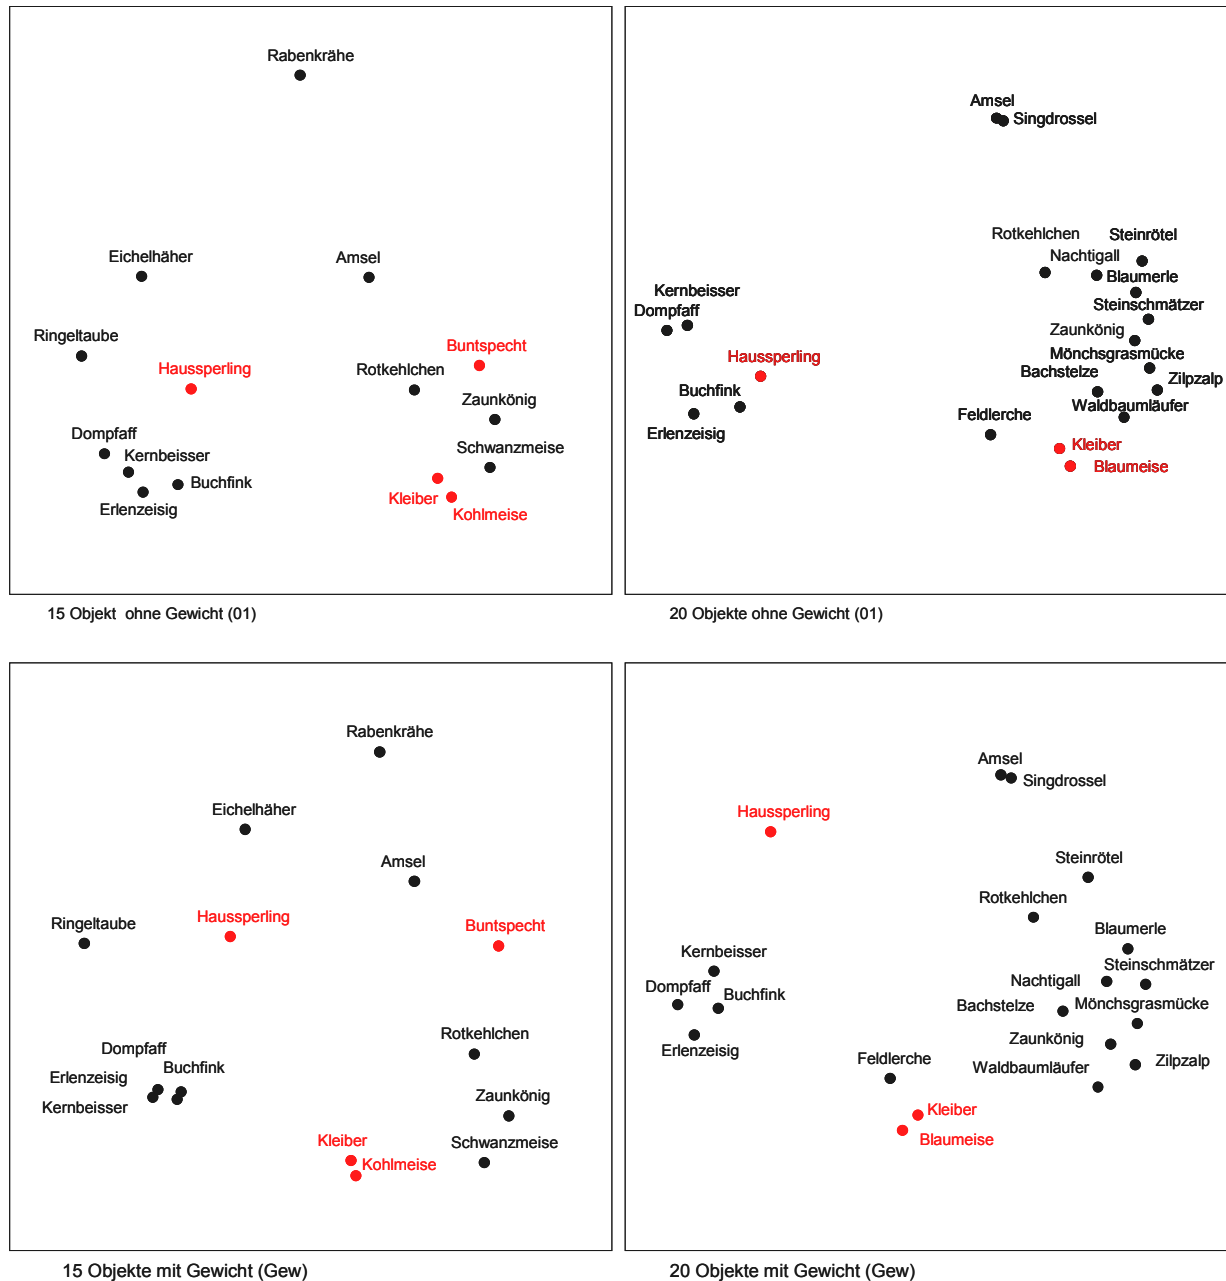 Rabenkrähe
Eichelhäher
Amsel
Ringeltaube
Haussperling
Buntspecht
Rotkehlchen
Zaunkönig
Dompfaff
Kernbeisser
Schwanzmeise
Buchfink
Erlenzeisig
Kleiber
Kohlmeise
15 Objekt  ohne Gewicht (01)
Amsel
Singdrossel
Rotkehlchen
Steinrötel
Nachtigall
Blaumerle
Kernbeisser
Dompfaff
Steinschmätzer
Zaunkönig
Haussperling
Mönchsgrasmücke
Bachstelze
Zilpzalp
Buchfink
Waldbaumläufer
Feldlerche
Erlenzeisig
Kleiber
Blaumeise
20 Objekte ohne Gewicht (01)
Rabenkrähe
Eichelhäher
Amsel
Haussperling
Ringeltaube
Buntspecht
Rotkehlchen
Dompfaff
Buchfink
Erlenzeisig
Kernbeisser
Zaunkönig
Kleiber
Schwanzmeise
Kohlmeise
15 Objekte mit Gewicht (Gew)
Amsel
Singdrossel
Haussperling
Steinrötel
Rotkehlchen
Blaumerle
Kernbeisser
Steinschmätzer
Nachtigall
Dompfaff
Buchfink
Bachstelze
Mönchsgrasmücke
Zaunkönig
Erlenzeisig
Feldlerche
Zilpzalp
Waldbaumläufer
Kleiber
Blaumeise
20 Objekte mit Gewicht (Gew)